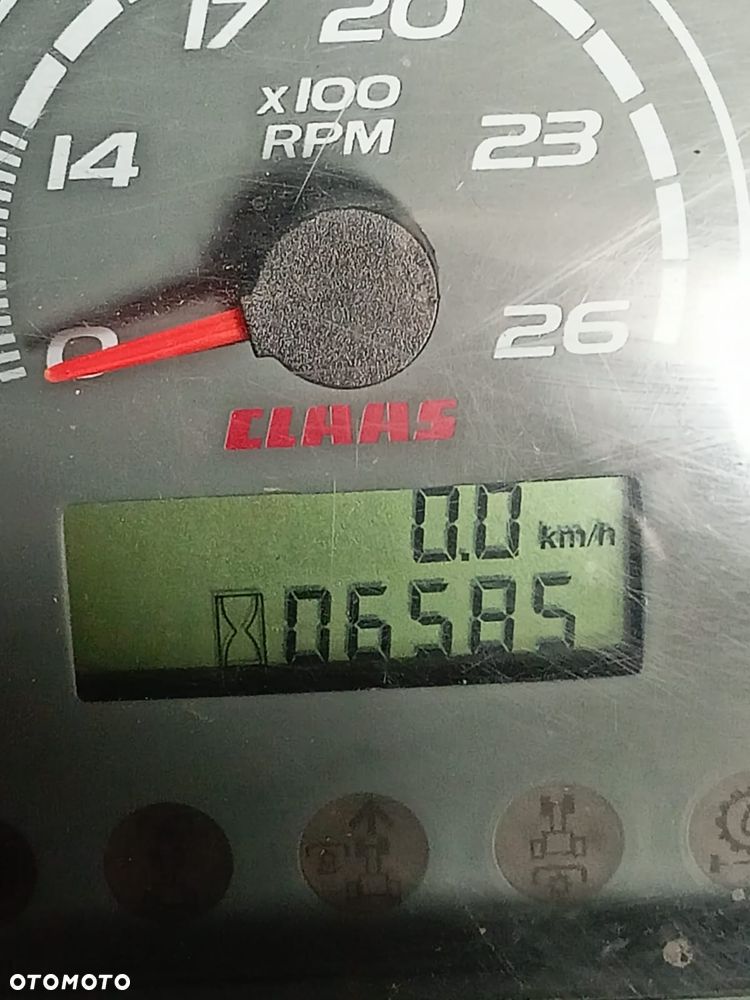 17 20
x100
RPM
14 23
0 26
CLAAS
0.0 km/h
06585
OTOMOTO